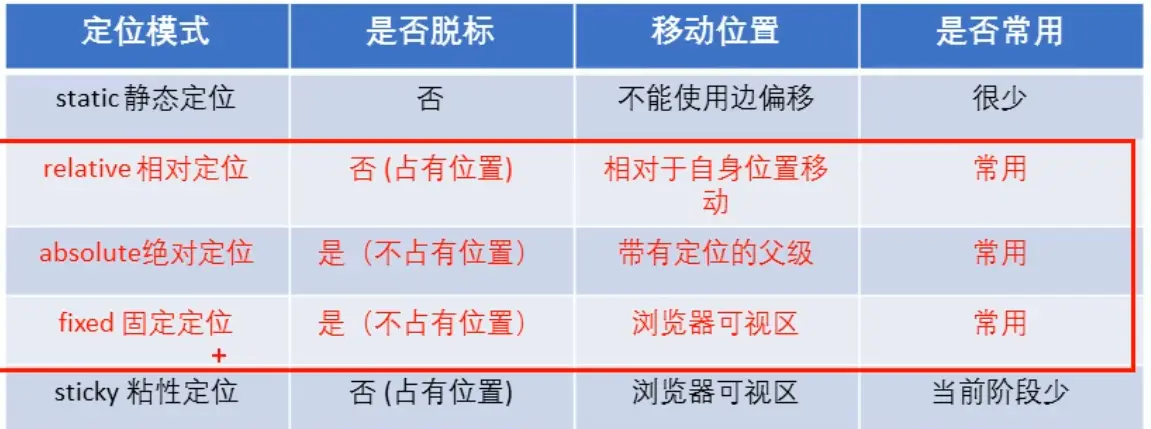 定位模式 是否脱标 移动位置 是否常用
static 静态定位 否 不能使用边偏移 很少
relative 相对定位 否 (占有位置) 相对于自身位置移 常用
动
absolute绝对定位 是（不占有位置） 带有定位的父级 常用
fixed 固定定位 是（不占有位置） 浏览器可视区 常用
sticky 粘性定位 否 (占有位置) 浏览器可视区 当前阶段少